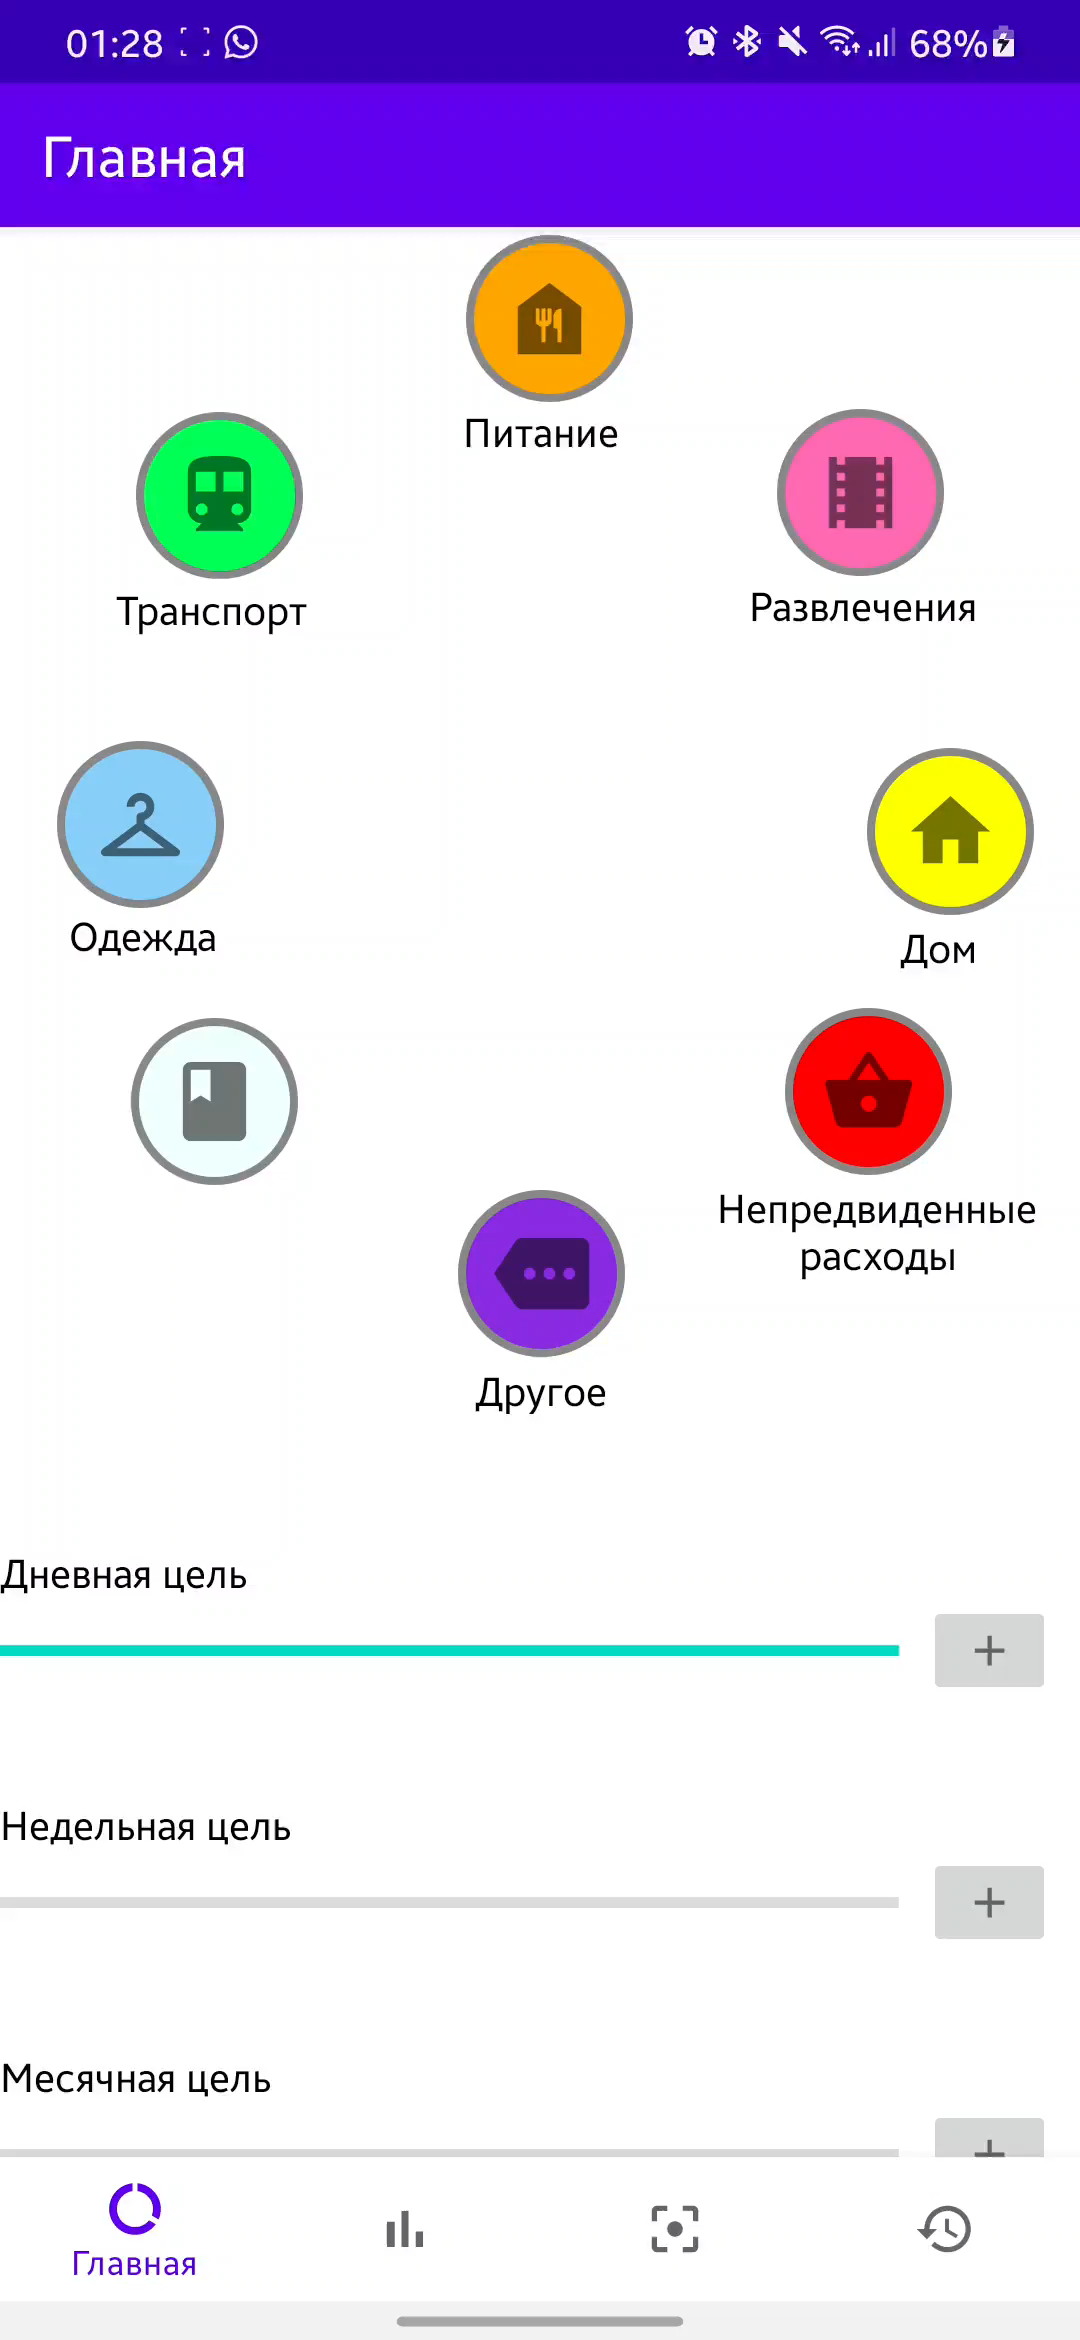 01:28
68%
Главная
Питание
Транспорт
Развлечения
Одежда
Дом
Непредвиденные
расходы
Другое
Дневная цель
Недельная цель
Месячная цель
Главная